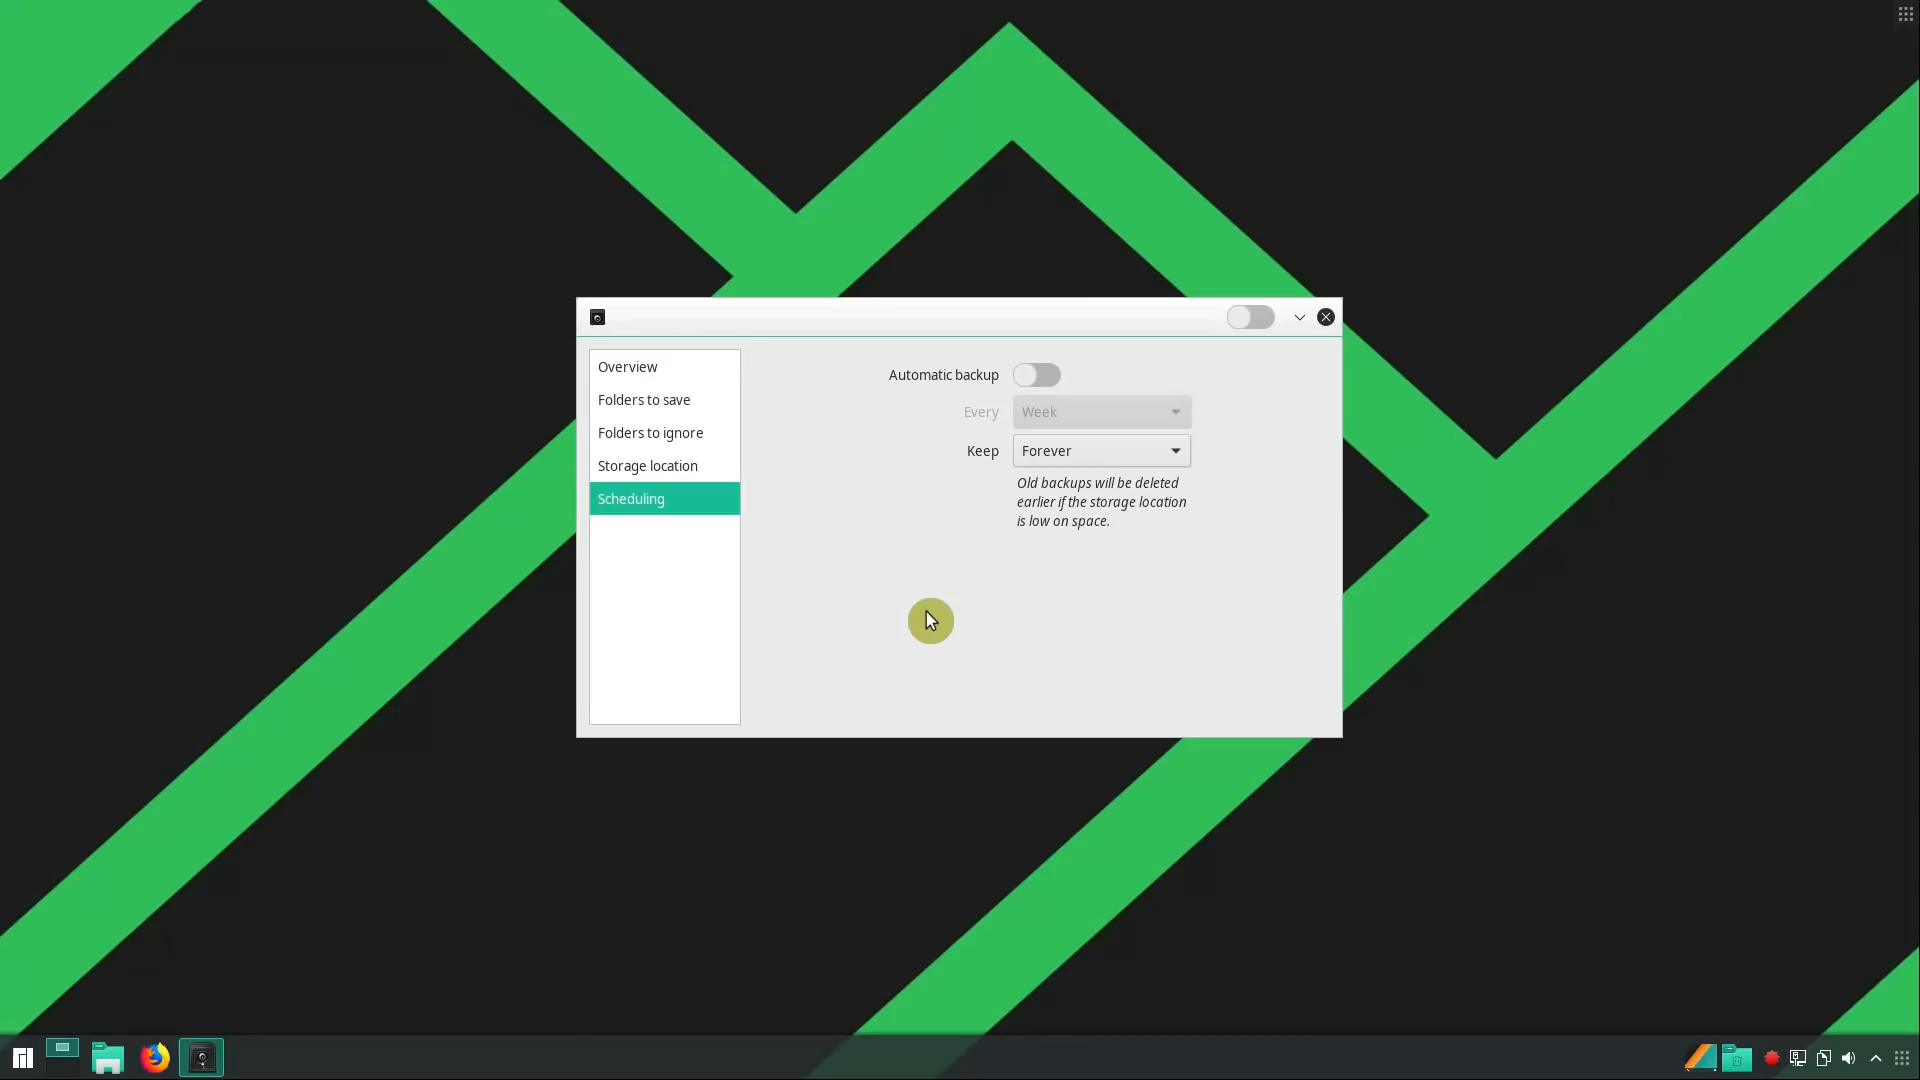 Overview
Folders to save
Folders to ignore
Storage location
Scheduling
Automatic backup
Every Week
Keep Forever
Old backups will be deleted
earlier if the storage location
is low on space.